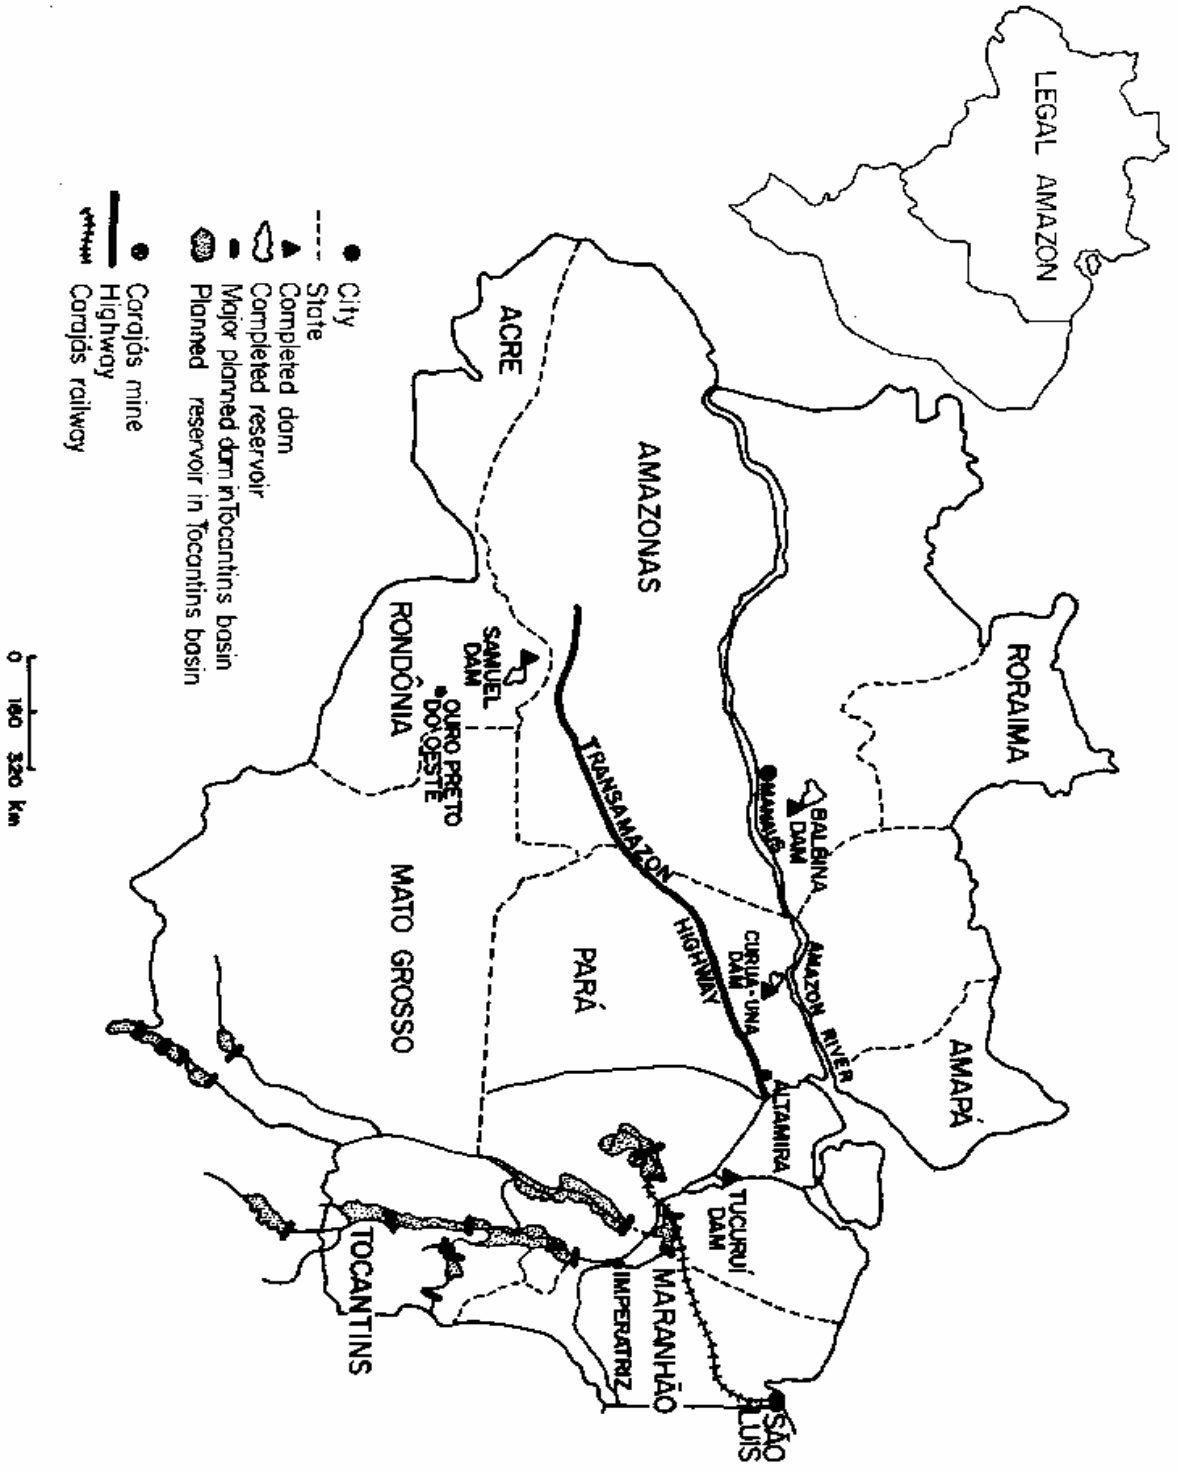 LEGAL AMAZON
RORAIMA
AMAPÁ
BALBINA
DAM
MANAUS
AMAZON RIVER
CURUA-UNA
DAM
ALTAMIRA
TUCURUÍ
DAM
SÃO
LUIS
AMAZONAS
TRANSAMAZON HIGHWAY
PARÁ
MARANHÃO
IMPERATRIZ
ACRE
SAMUEL
DAM
OURO PRETO
DO OESTE
RONDÔNIA
MATO GROSSO
TOCANTINS
City
State
Completed dam
Completed reservoir
Major planned dam in Tocantins basin
Planned reservoir in Tocantins basin
Carajás mine
Highway
Carajás railway
0 160 320 km